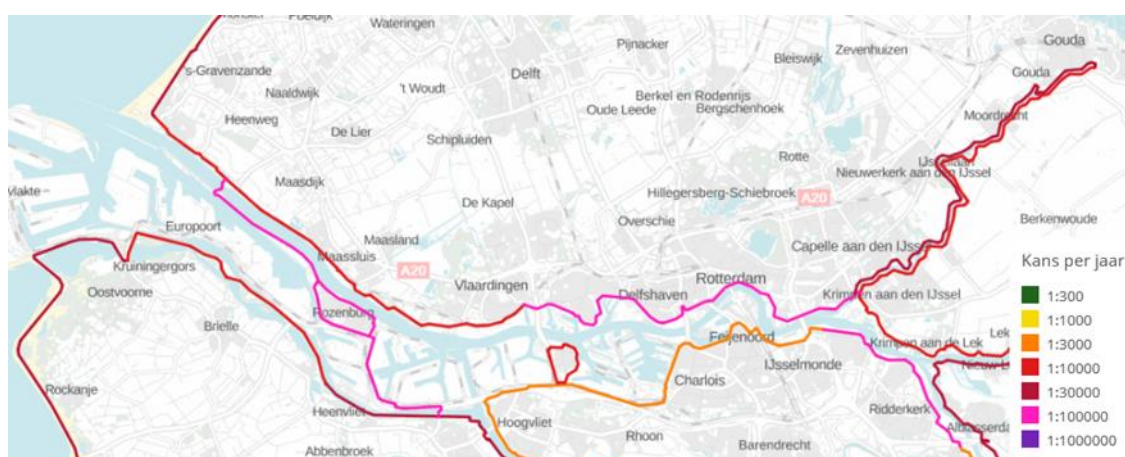 Poeldijk
Wateringen
Pijnacker
Bleiswijk
Zevenhuizen
Gouda
's-Gravenzande
Delft
Gouda
Naaldwijk
't Woudt
Berkel en Rodenrijs
Oude Leede
Bergschenhoek
Heenweg
De Lier
Schipluiden
Moordrecht
Rotte
Nieuwerkerk aan den IJssel
Maasdijk
Hillegersberg-Schiebroek
A20
vlakte
De Kapel
Overschie
Berkenwoude
Europoort
Maasland
Capelle aan den IJssel
Maassluis
A20
Kruiningergors
Rotterdam
Kans per jaar
Vlaardingen
Delfshaven
Krimpen aan den IJssel
Oostvoorne
1:300
Rozenburg
1:1000
Brielle
Feijenoord
1:3000
Krimpen aan de Lek
Lek
IJsselmonde
1:10000
Charlois
Rockanje
1:30000
Heenvliet
Ridderkerk
1:100000
Hoogvliet
Rhoon
Barendrecht
1:1000000
Abbenbroek